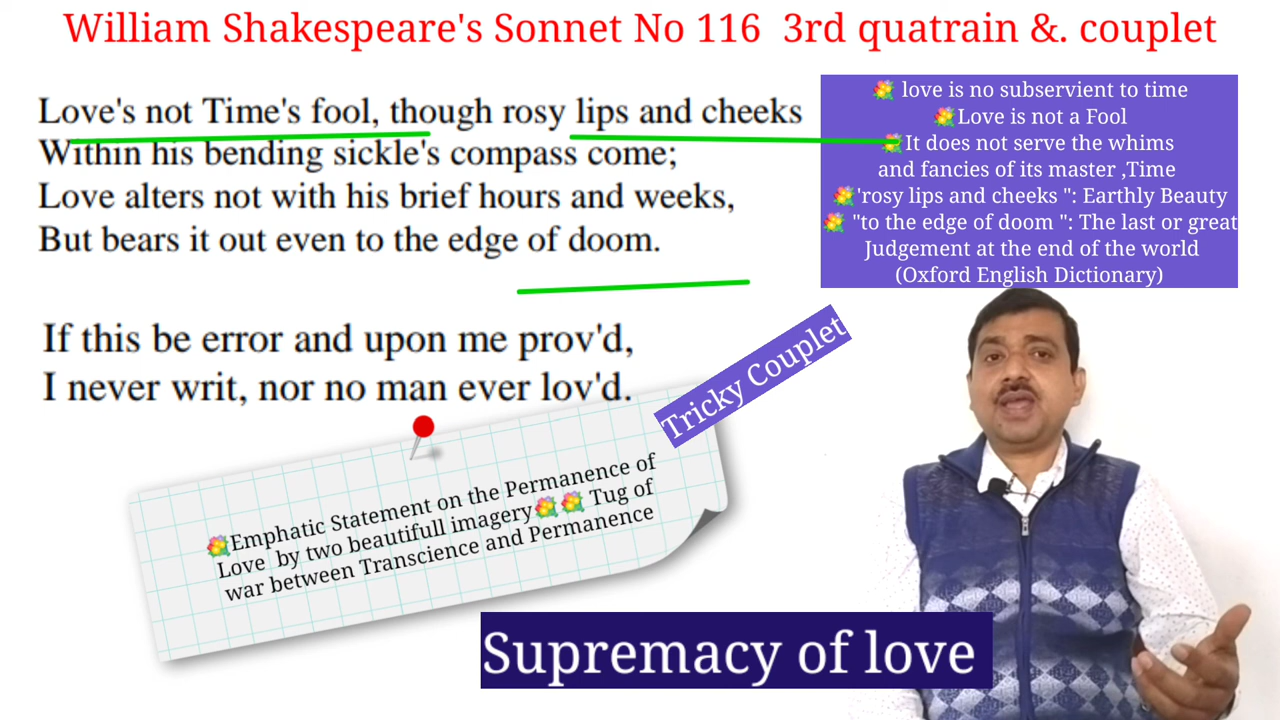 William Shakespeare's Sonnet No 116 3rd quatrain &. couplet
Love's not Time's fool, though rosy lips and cheeks
Within his bending sickle's compass come;
Love alters not with his brief hours and weeks,
But bears it out even to the edge of doom.
If this be error and upon me prov'd,
I never writ, nor no man ever lov'd.
love is no subservient to time
Love is not a Fool
It does not serve the whims
and fancies of its master ,Time
'rosy lips and cheeks ": Earthly Beauty
"to the edge of doom ": The last or great
Judgement at the end of the world
(Oxford English Dictionary)
Tricky Couplet
Emphatic Statement on the Permanence of
Love by two beautifull imagery Tug of
war between Transcience and Permanence
Supremacy of love